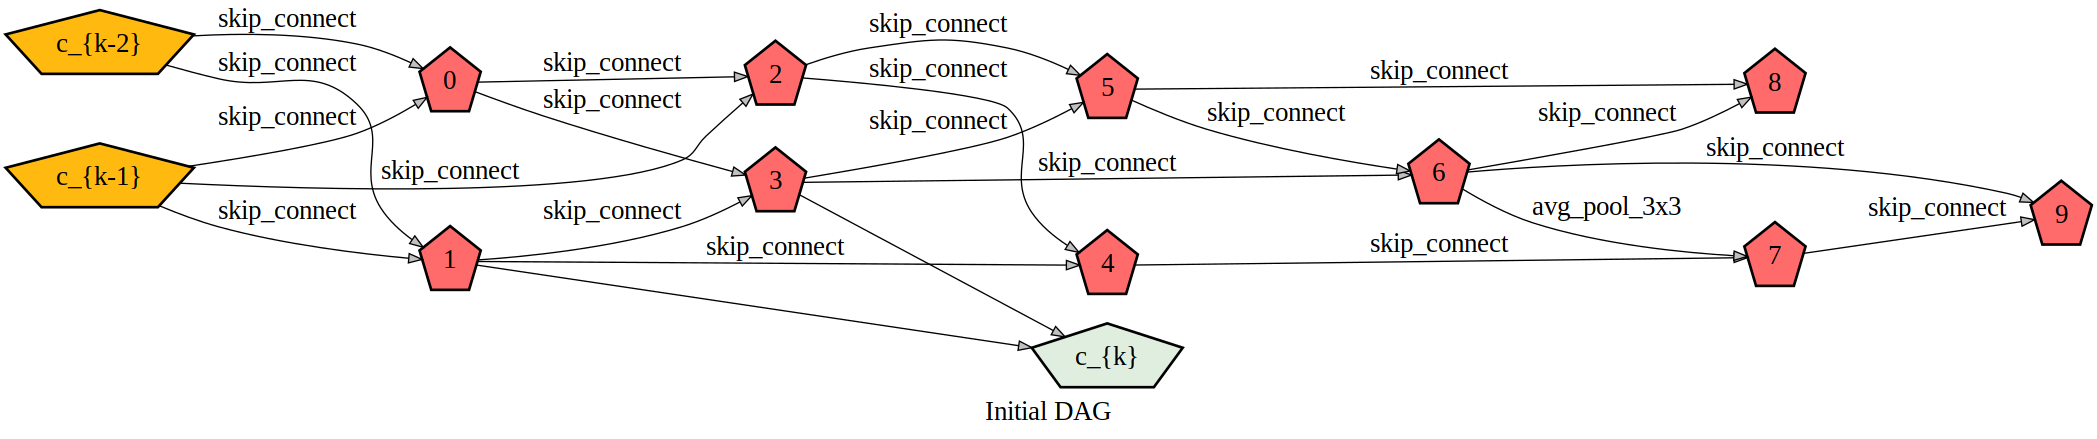 skip_connect
c_{k-2}
skip_connect
skip_connect
c_{k-1}
skip_connect
0
skip_connect
skip_connect
skip_connect
1
skip_connect
2
3
skip_connect
skip_connect
skip_connect
skip_connect
skip_connect
5
4
c_{k}
skip_connect
skip_connect
6
skip_connect
skip_connect
skip_connect
avg_pool_3x3
skip_connect
8
7
skip_connect
9
Initial DAG